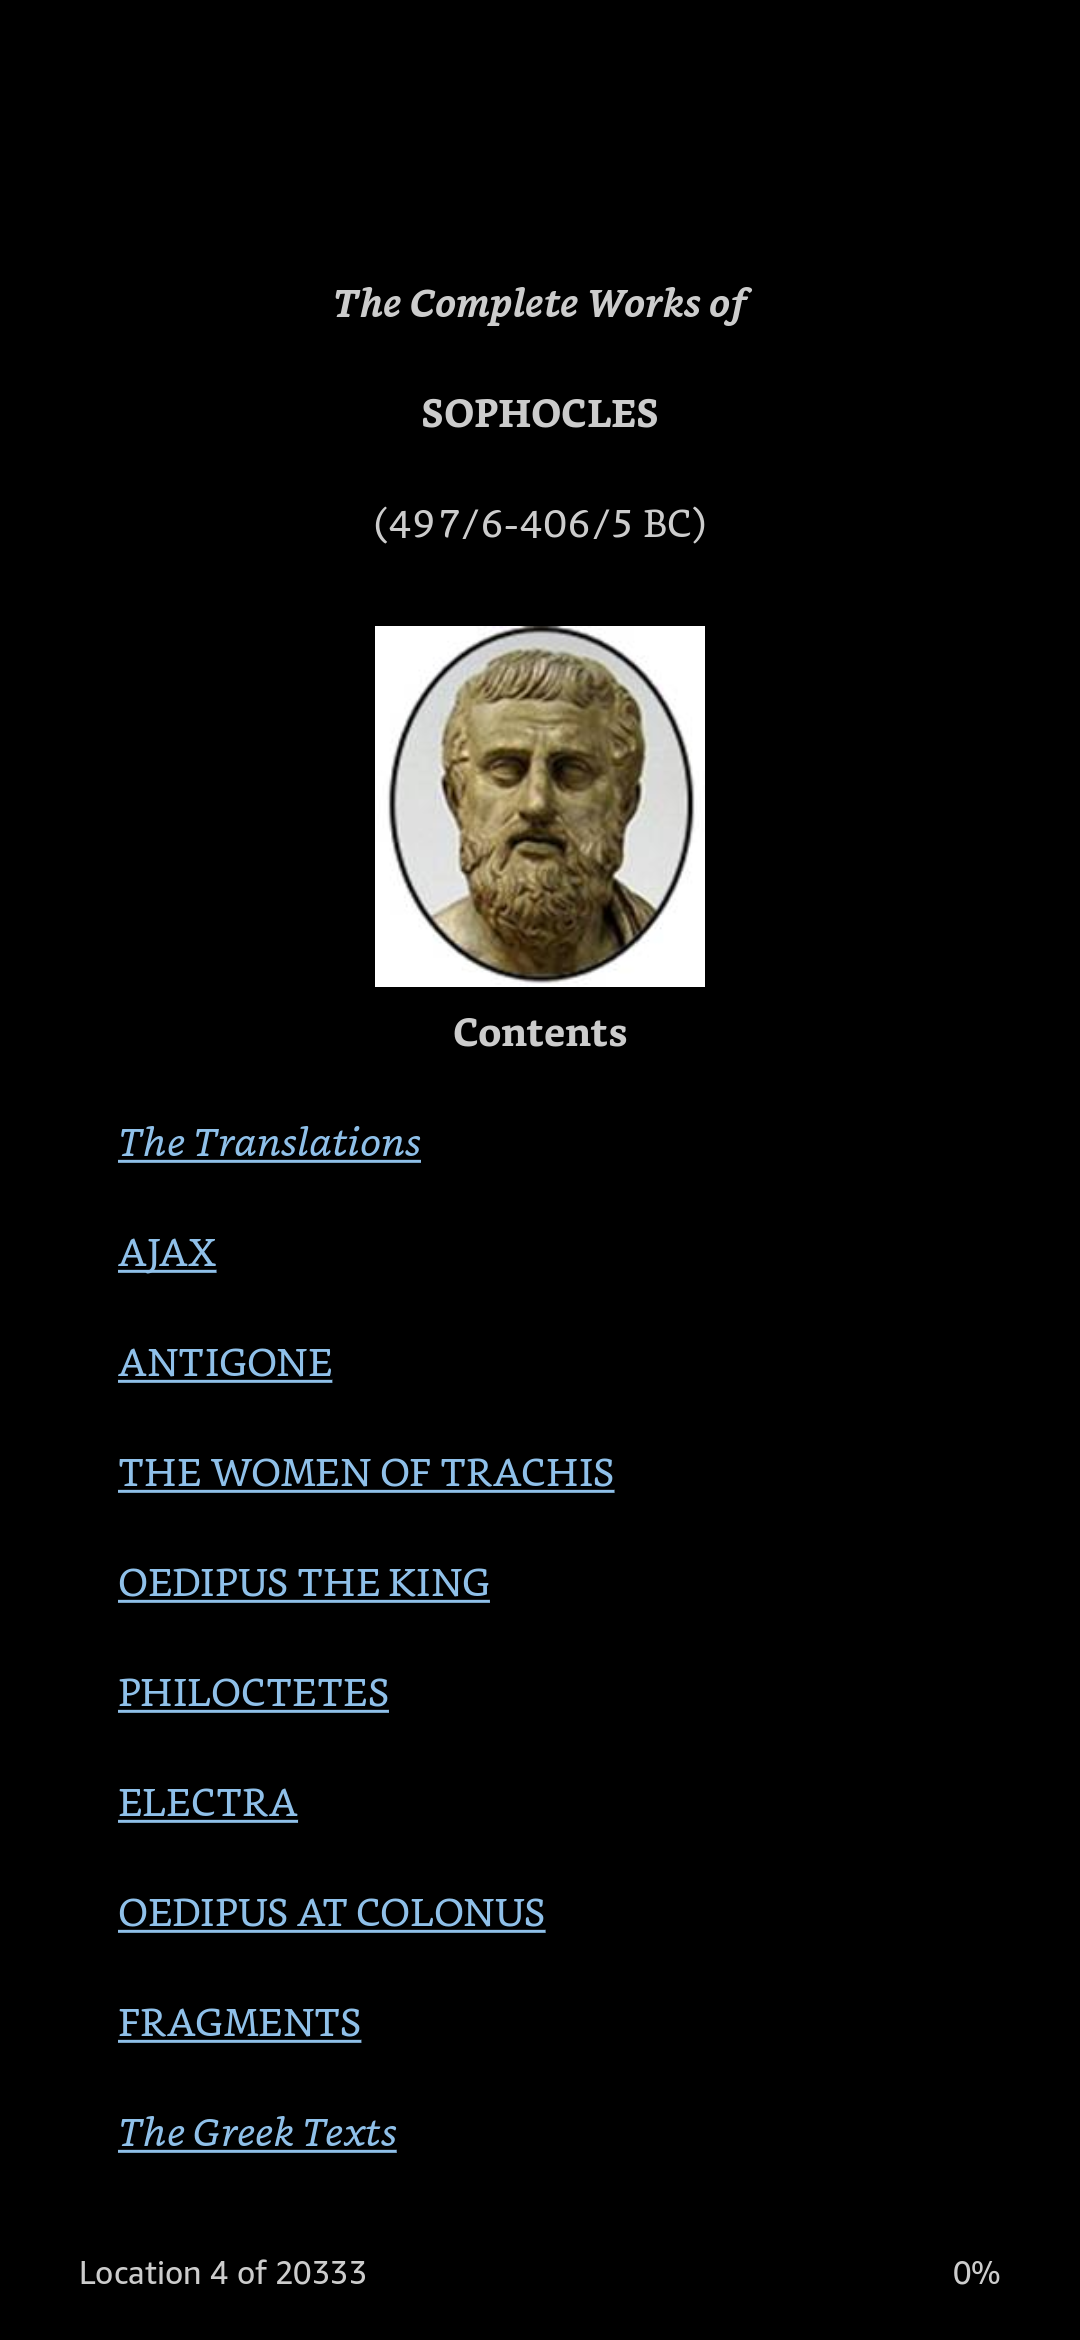 The Complete Works of
SOPHOCLES
(497/6-406/5 BC)
Contents
The Translations
AJAX
ANTIGONE
THE WOMEN OF TRACHIS
OEDIPUS THE KING
PHILOCTETES
ELECTRA
OEDIPUS AT COLONUS
FRAGMENTS
The Greek Texts
Location 4 of 20333 0%